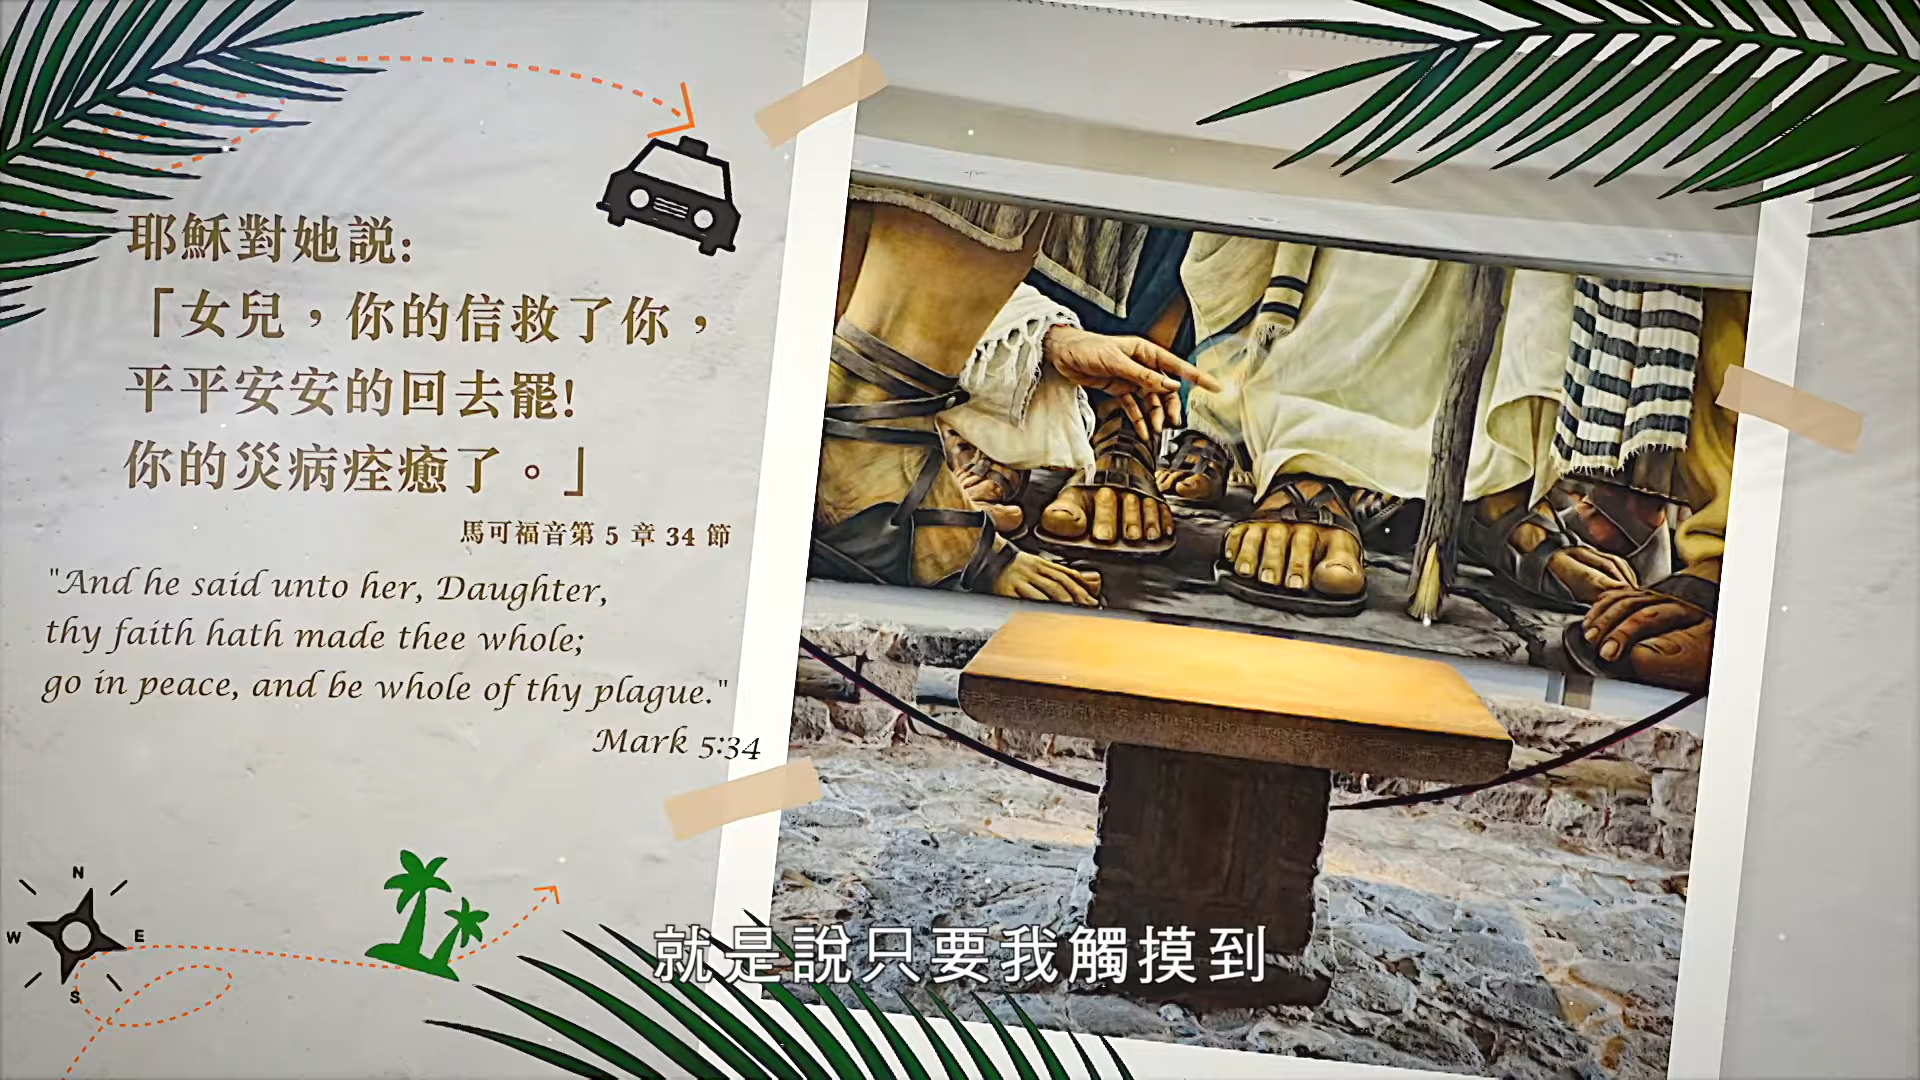 耶穌對她説:
「女兒，你的信救了你，
平平安安的回去罷!
你的災病痊癒了。」
馬可福音第 5 章 34 節
"And he said unto her, Daughter,
thy faith hath made thee whole;
go in peace, and be whole of thy plague."
Mark 5:34
N
W E
S
就是說只要我觸摸到